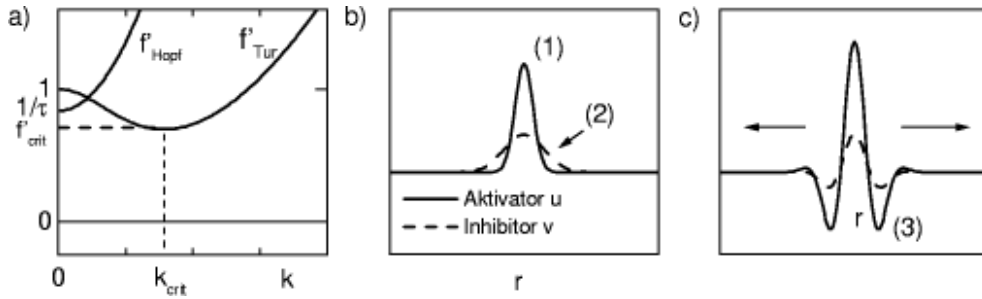 a)
f'Hopf
f'Tur
1
1/τ
f'crit
0
0
kcrit
k
b)
(1)
(2)
Aktivator u
Inhibitor v
r
c)
r
(3)